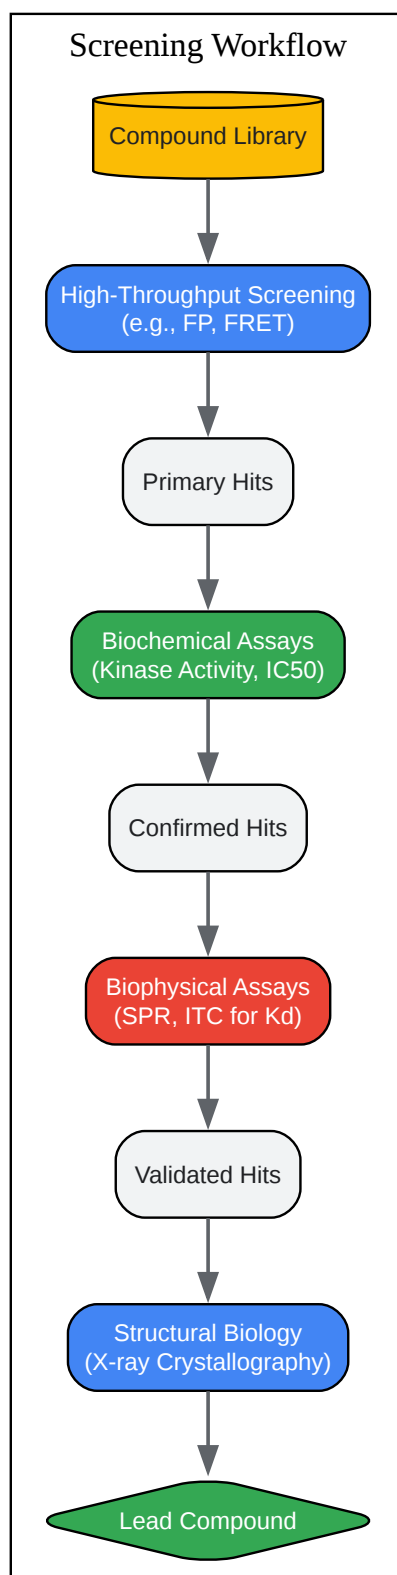 Screening Workflow
Compound Library
High-Throughput Screening
(e.g., FP, FRET)
Primary Hits
Biochemical Assays
(Kinase Activity, IC50)
Confirmed Hits
Biophysical Assays
(SPR, ITC for Kd)
Validated Hits
Structural Biology
(X-ray Crystallography)
Lead Compound